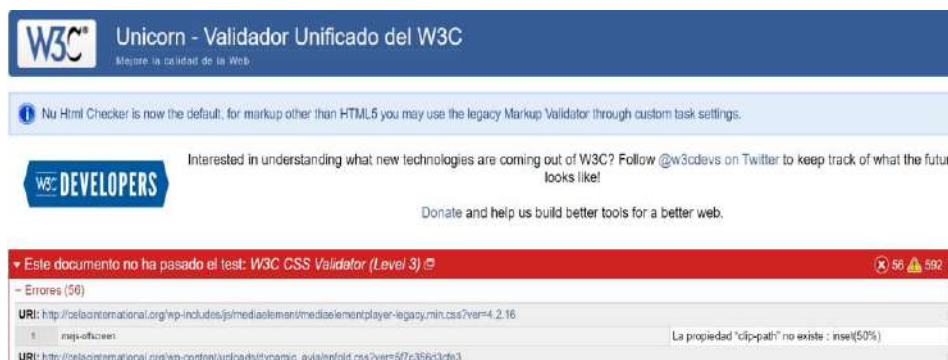 W3C®
Unicorn - Validador Unificado del W3C
Mejore la calidad de la Web
Nu Html Checker is now the default, for markup other than HTML5 you may use the legacy Markup Validator through custom task settings.
W3C DEVELOPERS
Interested in understanding what new technologies are coming out of W3C? Follow @w3cdevs on Twitter to keep track of what the futur
looks like!
Donate and help us build better tools for a better web.
Este documento no ha pasado el test: W3C CSS Validator (Level 3) 56 592
Errores (56)
URI: http://celacinternational.org/wp-includes/js/mediaelement/mediaelementplayer-legacy.min.css?ver=4.2.16
1 mejs-offscreen La propiedad "clip-path" no existe : inset(50%)